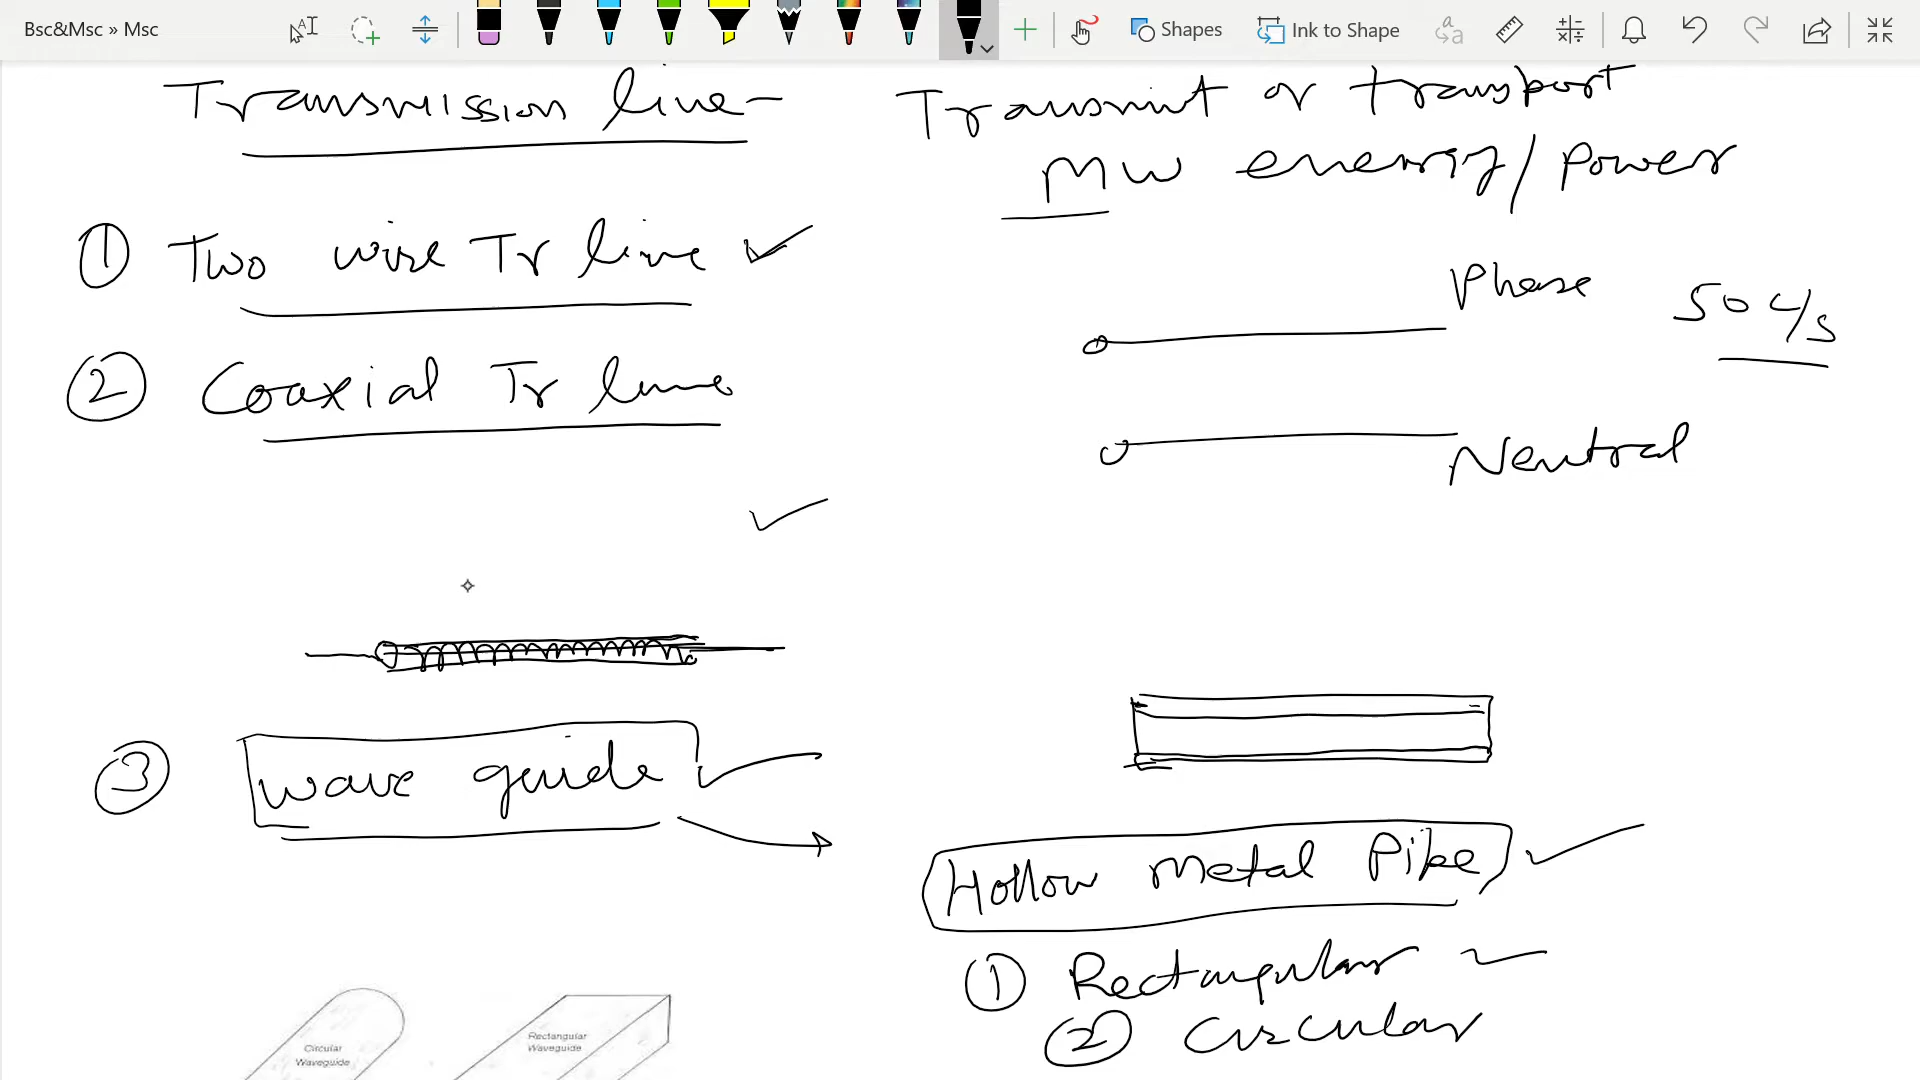 Bsc&Msc » Msc
Shapes
Ink to Shape
Transmission line - Transmit or transport
MW energy/Power
① Two wire Tr line ✓
Phase
50 c/s
② Coaxial Tr line
Neutral
③ wave guide ✓
Hollow Metal Pipe ✓
① Rectangular
② Circular
Circular
Waveguide
Rectangular
Waveguide